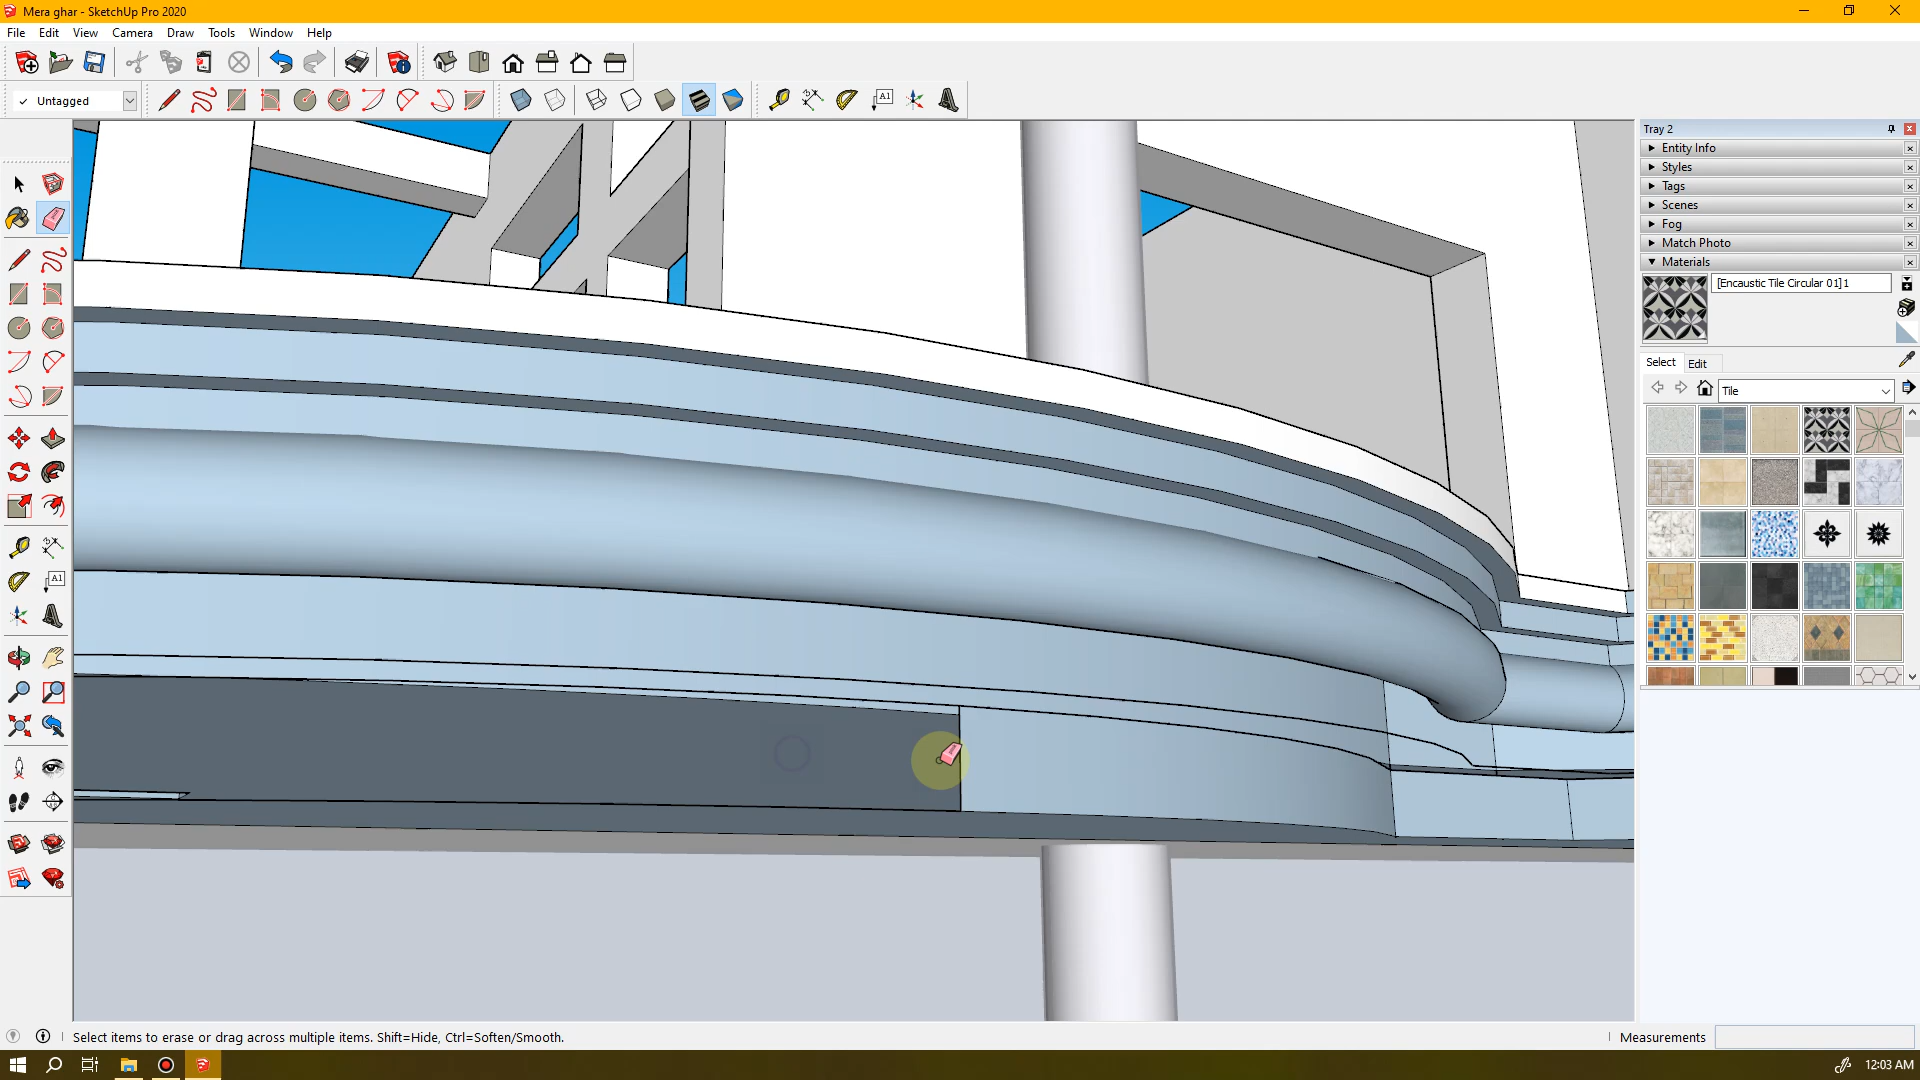 Mera ghar - SketchUp Pro 2020
File Edit View Camera Draw Tools Window Help
Untagged
A1
Tray 2
Entity Info
Styles
Tags
Scenes
Fog
Match Photo
Materials
[Encaustic Tile Circular 01]1
Select Edit
Tile
A1
Select items to erase or drag across multiple items. Shift=Hide, Ctrl=Soften/Smooth.
Measurements
12:03 AM